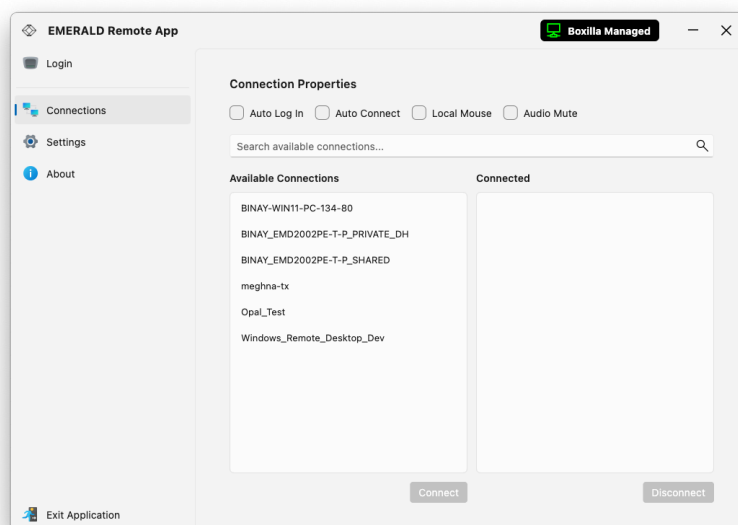 EMERALD Remote App
Boxilla Managed
Login
Connections
Settings
About
Exit Application
Connection Properties
Auto Log In
Auto Connect
Local Mouse
Audio Mute
Search available connections...
Available Connections
Connected
BINAY-WIN11-PC-134-80
BINAY_EMD2002PE-T-P_PRIVATE_DH
BINAY_EMD2002PE-T-P_SHARED
meghna-tx
Opal_Test
Windows_Remote_Desktop_Dev
Connect
Disconnect